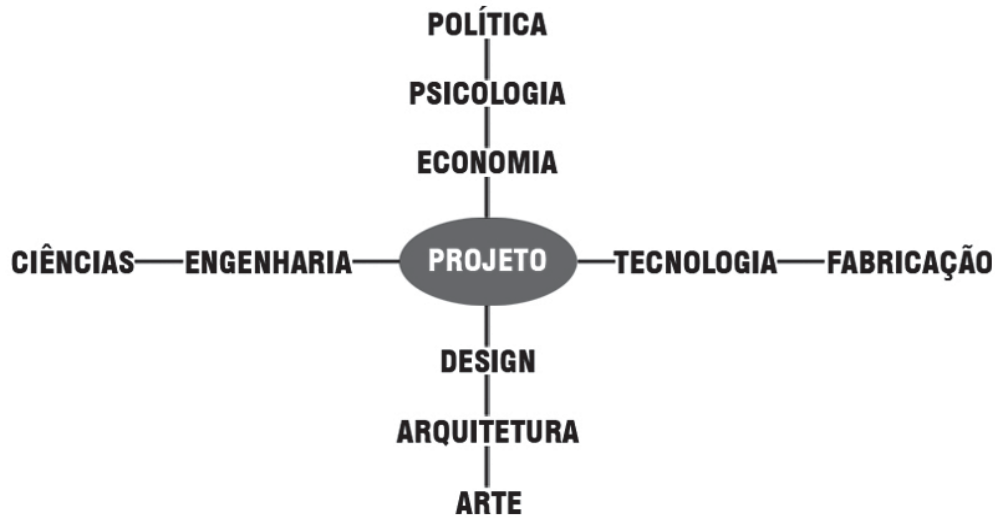 POLÍTICA
PSICOLOGIA
ECONOMIA
CIÊNCIAS ENGENHARIA PROJETO TECNOLOGIA FABRICAÇÃO
DESIGN
ARQUITETURA
ARTE